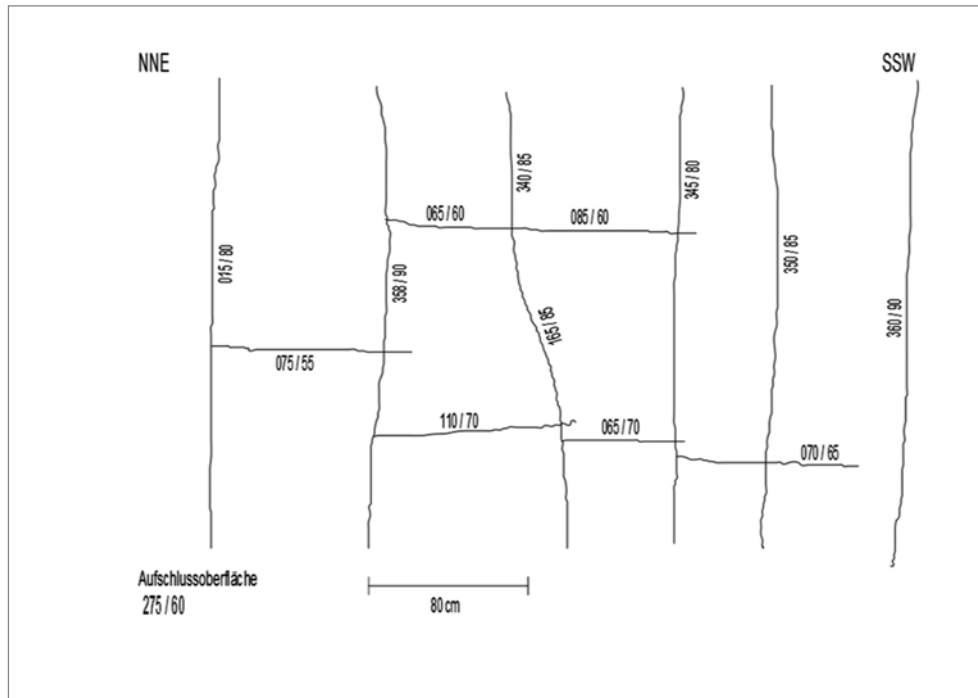 NNE
SSW
340 / 85
345 / 80
065 / 60
085 / 60
015 / 80
358 / 90
350 / 85
360 / 90
165 / 85
075 / 55
110 / 70
065 / 70
070 / 65
Aufschlussoberfläche
275 / 60
80 cm